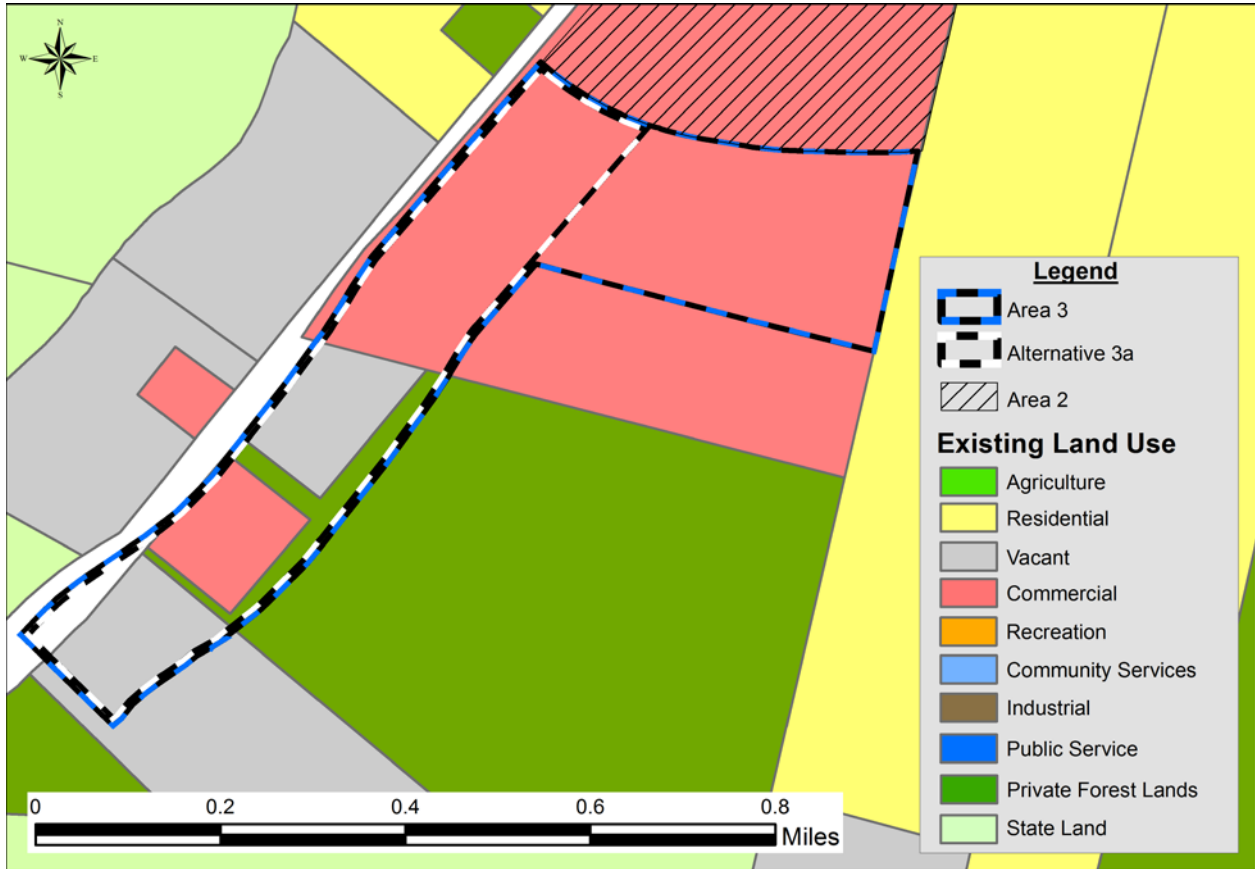 N
W E
S
Legend
Area 3
Alternative 3a
Area 2
Existing Land Use
Agriculture
Residential
Vacant
Commercial
Recreation
Community Services
Industrial
Public Service
Private Forest Lands
State Land
0 0.2 0.4 0.6 0.8
Miles